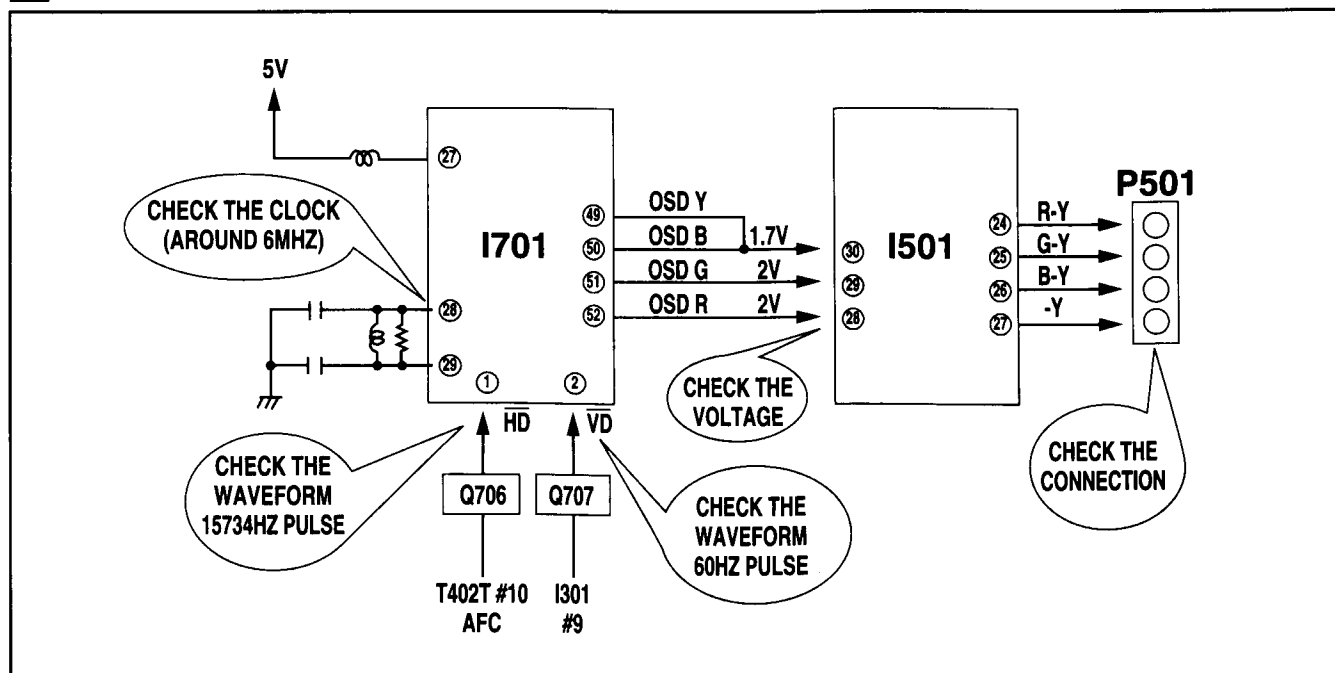 5V
CHECK THE CLOCK
(AROUND 6MHZ)
27
28
29
I701
49
50
51
52
1
2
HD
VD
OSD Y
OSD B
1.7V
OSD G
2V
OSD R
2V
30
29
28
I501
24
25
26
27
R-Y
G-Y
B-Y
-Y
P501
CHECK THE
WAVEFORM
15734HZ PULSE
Q706
Q707
CHECK THE
WAVEFORM
60HZ PULSE
CHECK THE
VOLTAGE
CHECK THE
CONNECTION
T402T #10
AFC
I301
#9